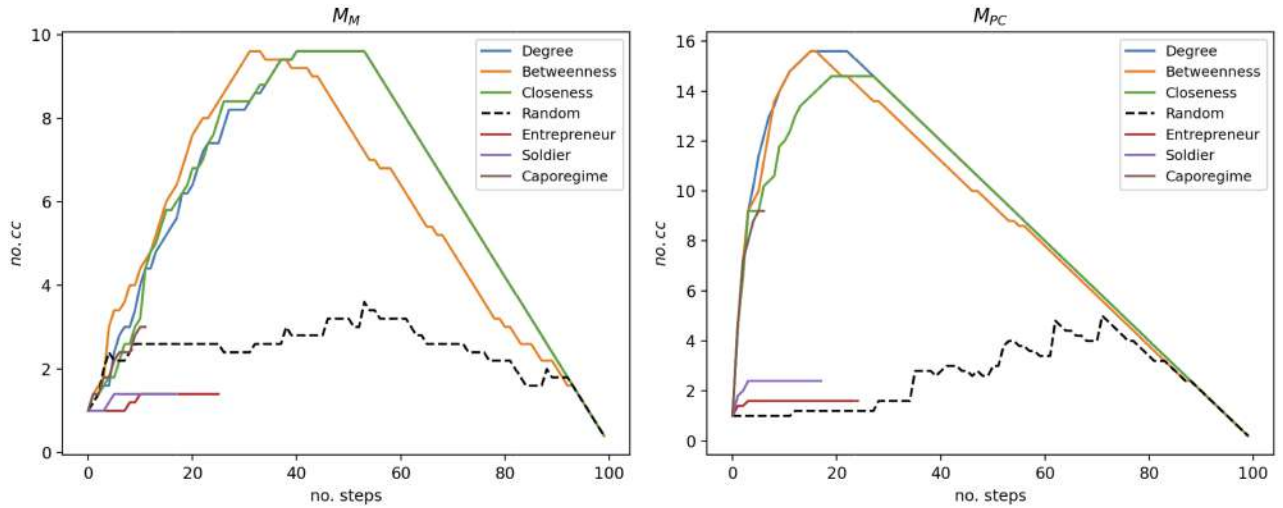 M_M
no. cc
10
8
6
4
2
0
Degree
Betweenness
Closeness
Random
Entrepreneur
Soldier
Caporegime
0 20 40 60 80 100
no. steps
M_PC
no. cc
16
14
12
10
8
6
4
2
0
Degree
Betweenness
Closeness
Random
Entrepreneur
Soldier
Caporegime
0 20 40 60 80 100
no. steps